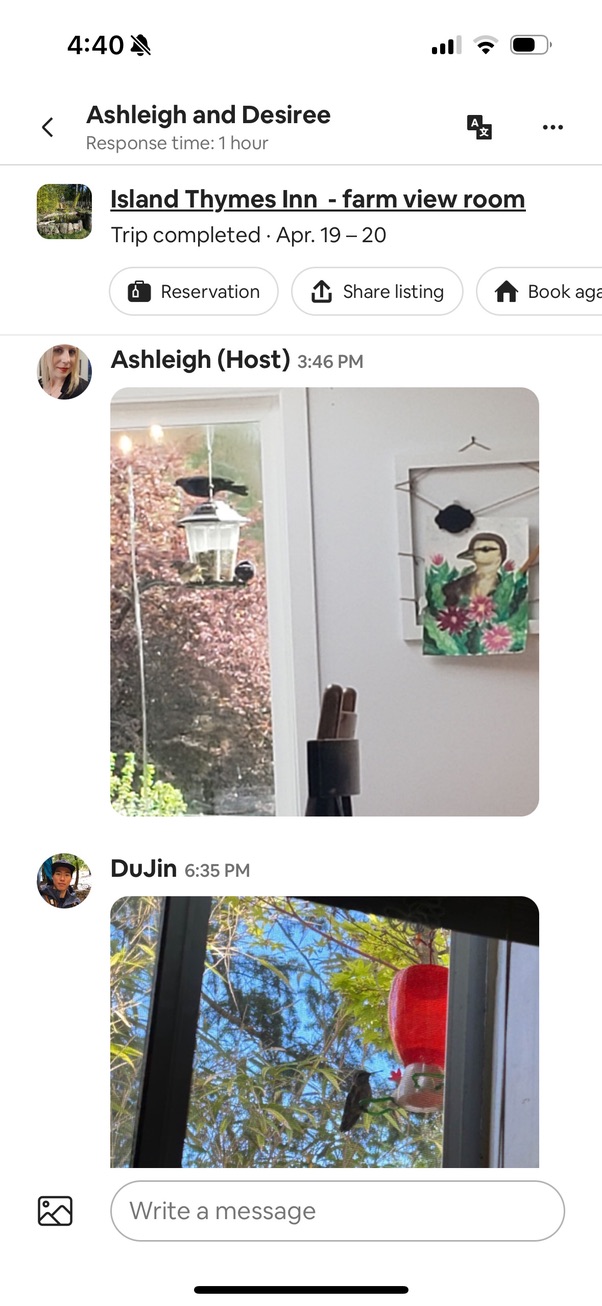 4:40
Ashleigh and Desiree
Response time: 1 hour
Island Thymes Inn - farm view room
Trip completed · Apr. 19 – 20
Reservation
Share listing
Book aga
Ashleigh (Host) 3:46 PM
DuJin 6:35 PM
Write a message